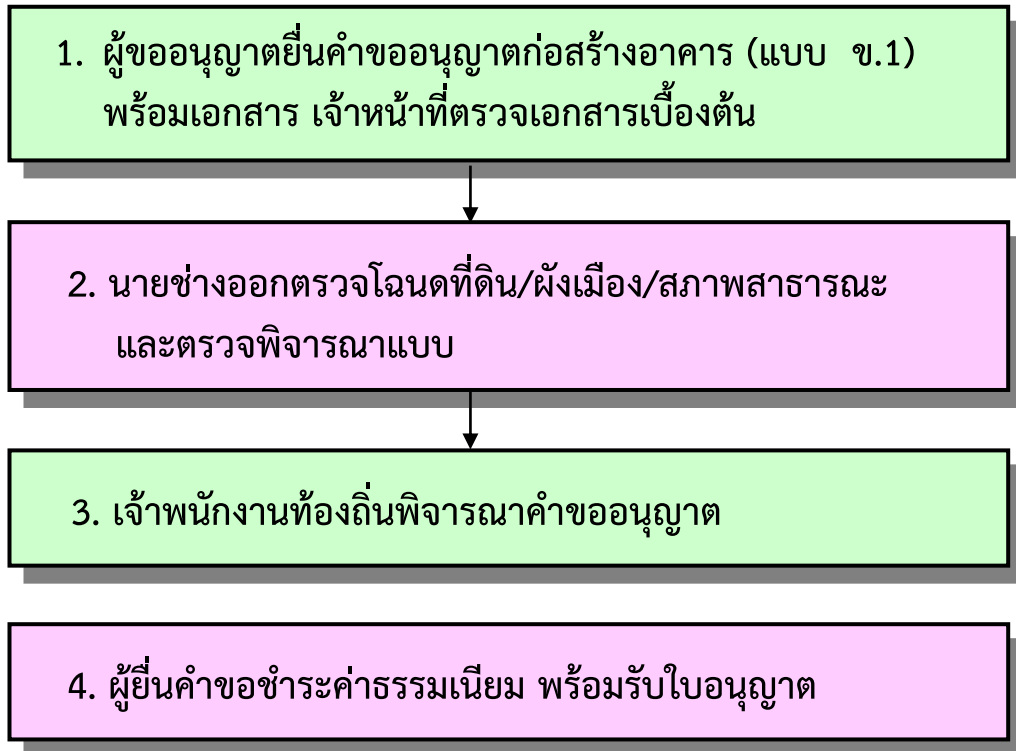 1. ผู้ขออนุญาตยื่นคำขออนุญาตก่อสร้างอาคาร (แบบ ข.1)
พร้อมเอกสาร เจ้าหน้าที่ตรวจเอกสารเบื้องต้น
2. นายช่างออกตรวจโฉนดที่ดิน/ผังเมือง/สภาพสาธารณะ
และตรวจพิจารณาแบบ
3. เจ้าพนักงานท้องถิ่นพิจารณาคำขออนุญาต
4. ผู้ยื่นคำขอชำระค่าธรรมเนียม พร้อมรับใบอนุญาต